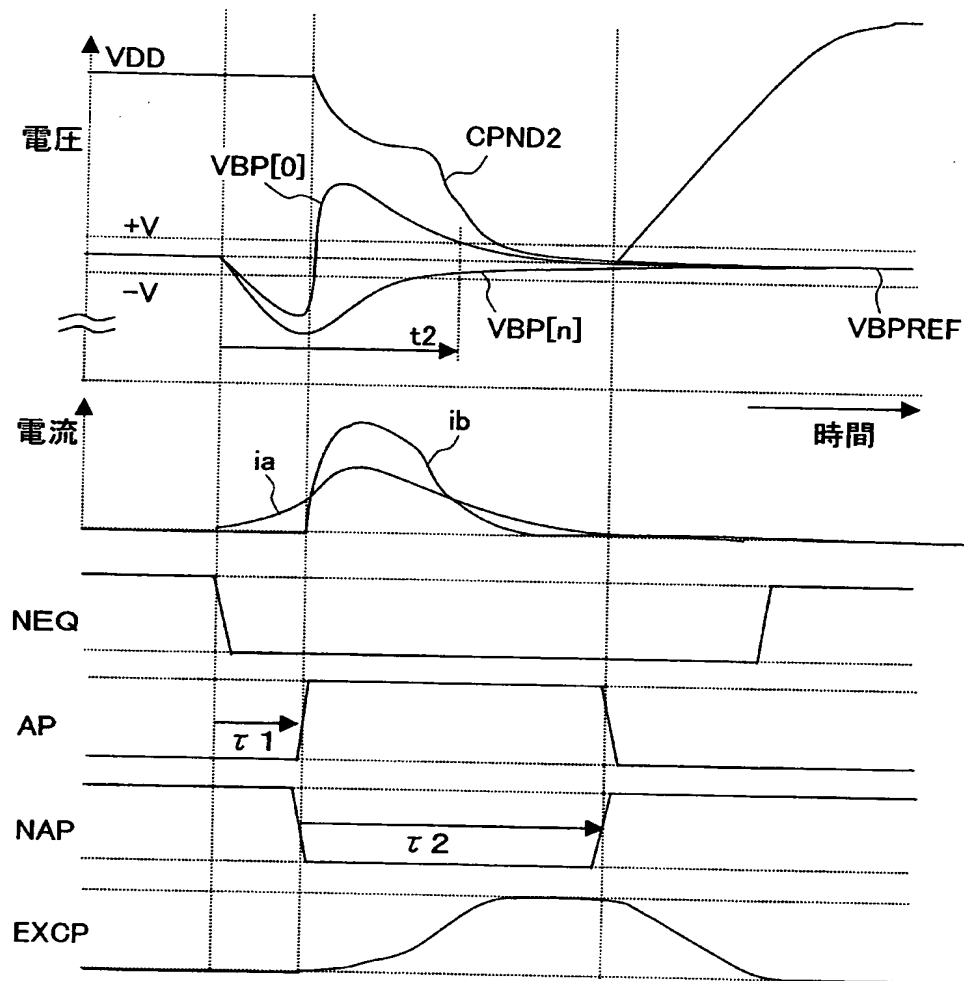 VDD
電圧
CPND2
VBP[0]
+V
−V
VBP[n]
VBPREF
t2
電流
時間
ia
ib
NEQ
AP
τ1
NAP
τ2
EXCP